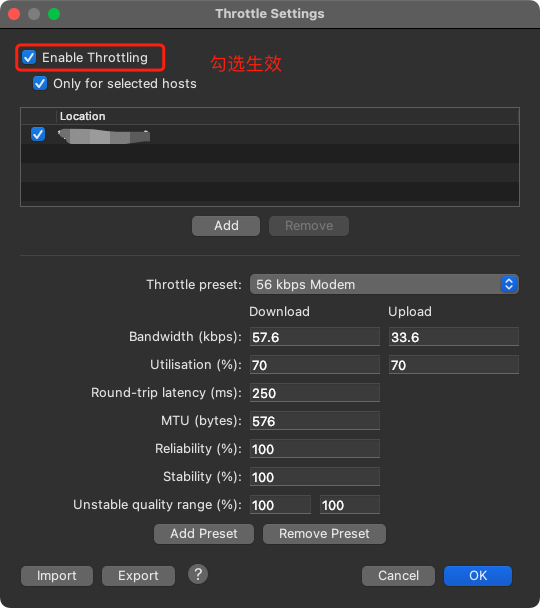 Throttle Settings
Enable Throttling
勾选生效
Only for selected hosts
Location
Add Remove
Throttle preset: 56 kbps Modem
Download Upload
Bandwidth (kbps): 57.6 33.6
Utilisation (%): 70 70
Round-trip latency (ms): 250
MTU (bytes): 576
Reliability (%): 100
Stability (%): 100
Unstable quality range (%): 100 100
Add Preset Remove Preset
Import Export ? Cancel OK